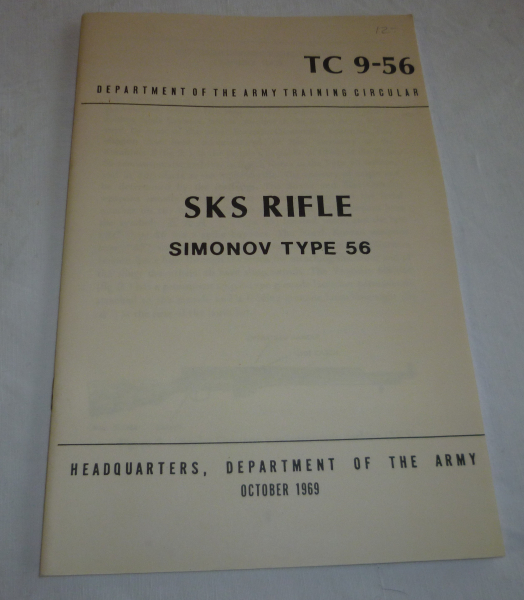 12-
TC 9-56
DEPARTMENT OF THE ARMY TRAINING CIRCULAR
SKS RIFLE
SIMONOV TYPE 56
HEADQUARTERS, DEPARTMENT OF THE ARMY
OCTOBER 1969